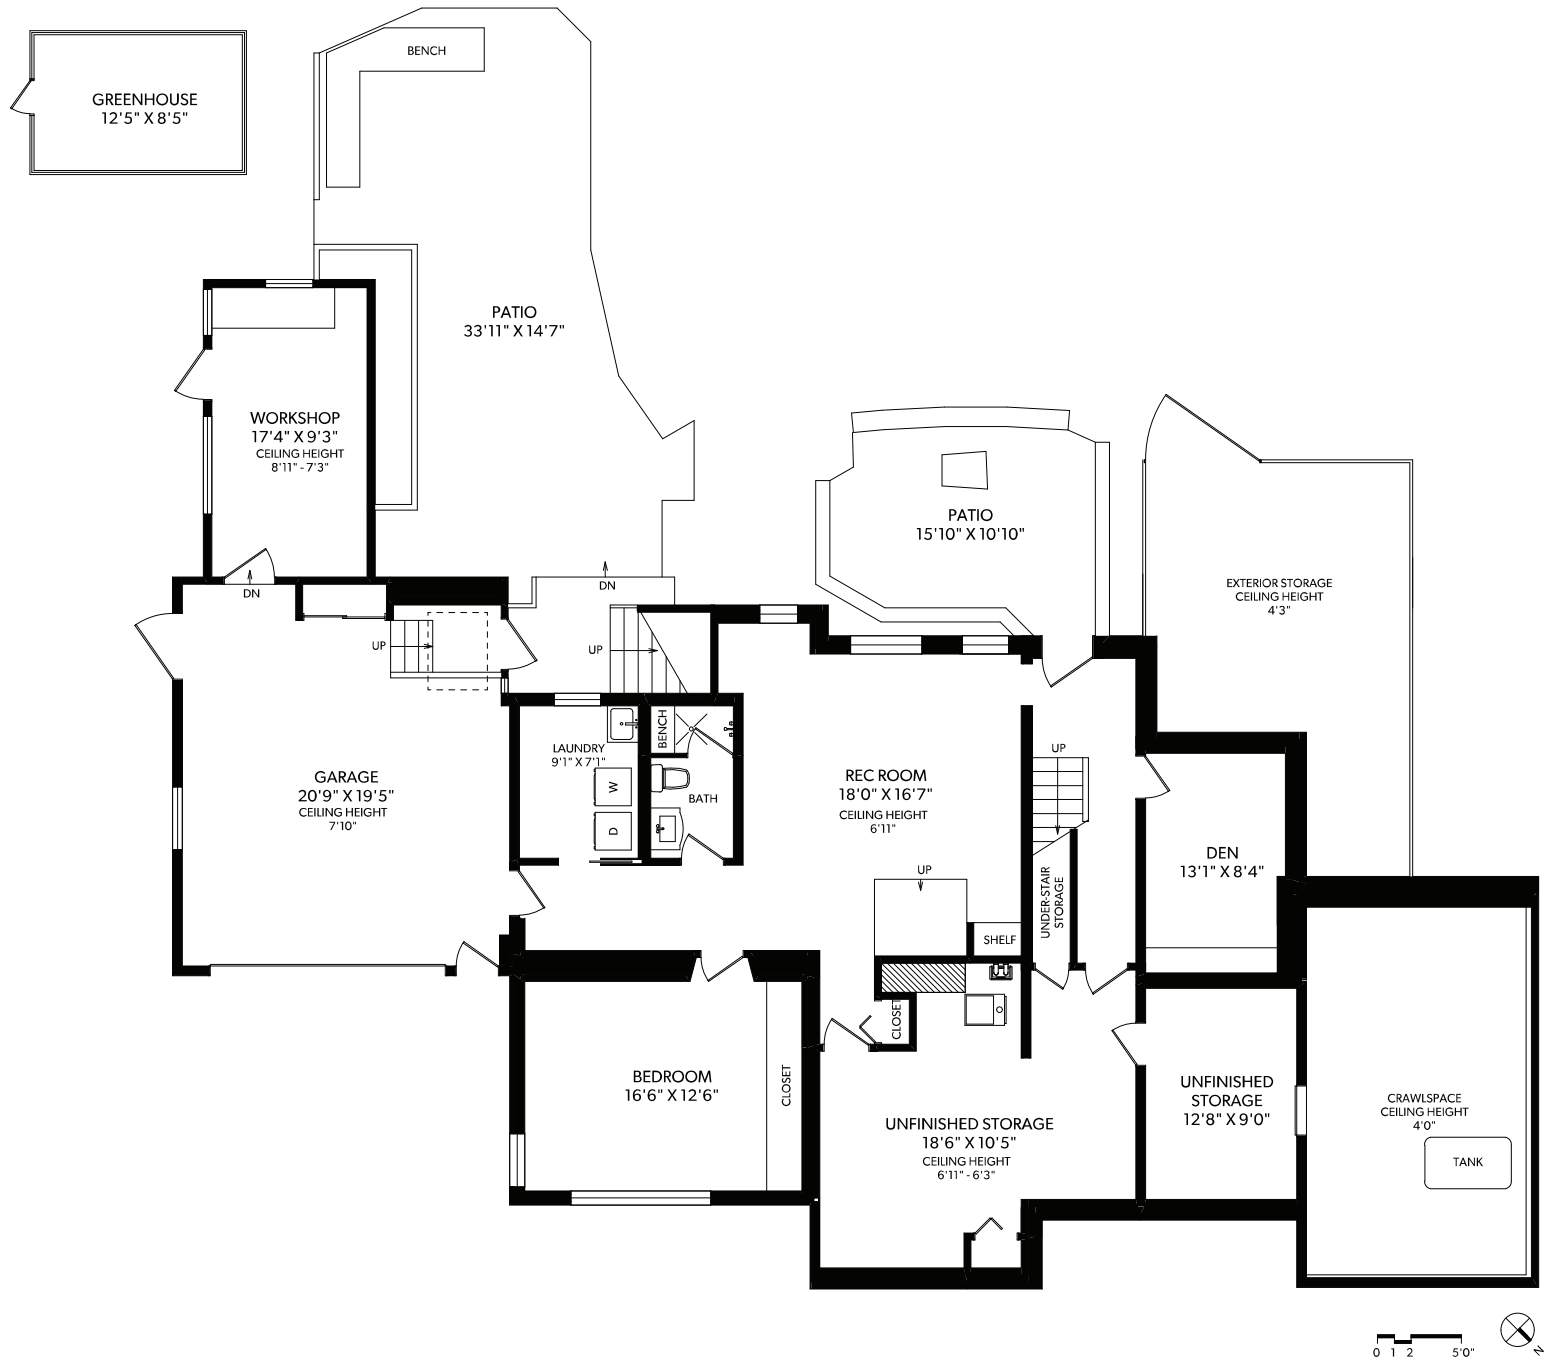 BENCH
GREENHOUSE
12'5" X 8'5"
PATIO
33'11" X 14'7"
WORKSHOP
17'4" X 9'3"
CEILING HEIGHT
8'11" - 7'3"
PATIO
15'10" X 10'10"
EXTERIOR STORAGE
CEILING HEIGHT
4'3"
DN
DN
UP
UP
BENCH
LAUNDRY
9'1" X 7'1"
W
D
BATH
GARAGE
20'9" X 19'5"
CEILING HEIGHT
7'10"
REC ROOM
18'0" X 16'7"
CEILING HEIGHT
6'11"
UP
UP
UNDER-STAIR
STORAGE
DEN
13'1" X 8'4"
SHELF
CLOSET
BEDROOM
16'6" X 12'6"
CLOSET
UNFINISHED STORAGE
18'6" X 10'5"
CEILING HEIGHT
6'11" - 6'3"
UNFINISHED
STORAGE
12'8" X 9'0"
CRAWLSPACE
CEILING HEIGHT
4'0"
TANK
0 1 2 5'0"
N